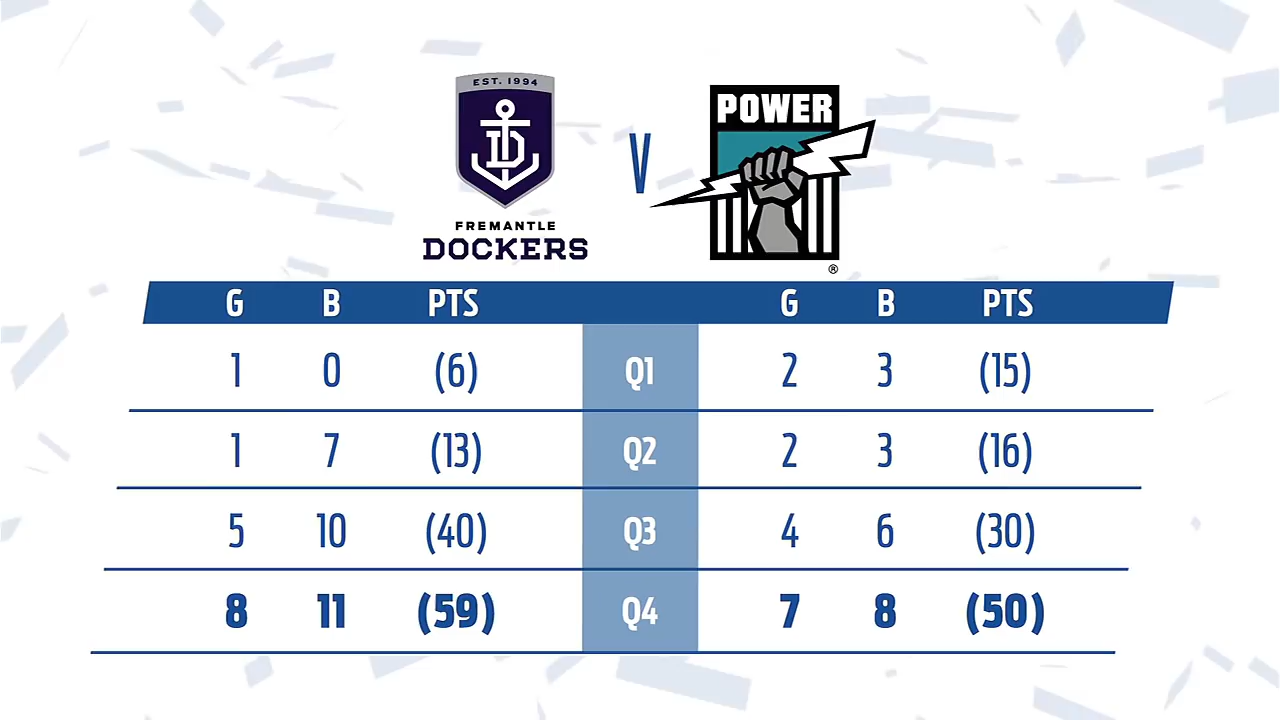 EST. 1994
FREMANTLE
DOCKERS
V
POWER
®
G B PTS G B PTS
1 0 (6) Q1 2 3 (15)
1 7 (13) Q2 2 3 (16)
5 10 (40) Q3 4 6 (30)
8 11 (59) Q4 7 8 (50)